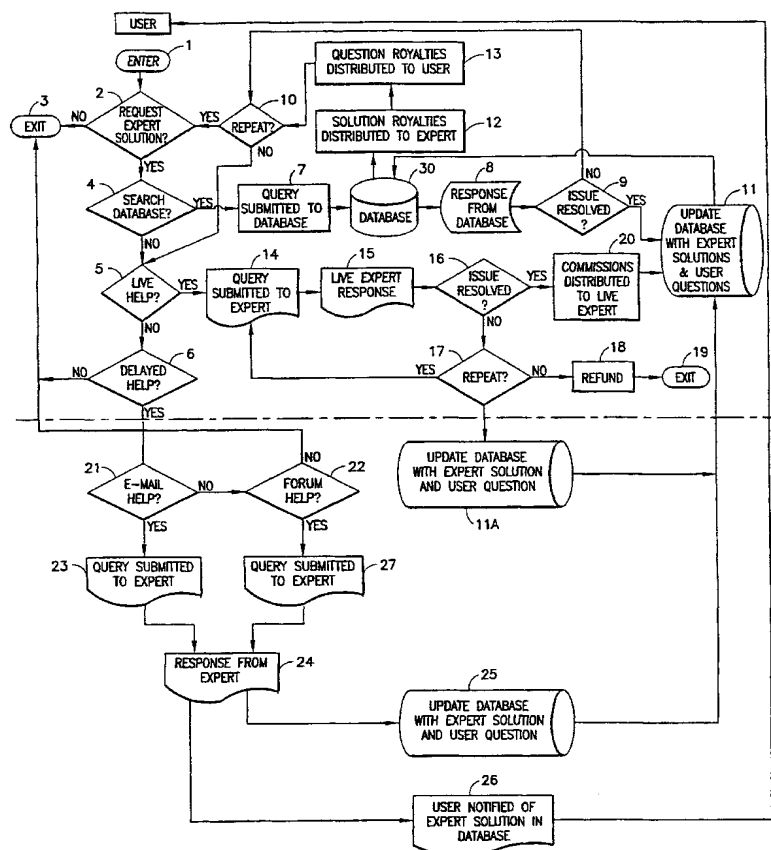 USER
1
ENTER
2
3
EXIT
NO
REQUEST
EXPERT
SOLUTION?
YES
YES
10
REPEAT?
NO
QUESTION ROYALTIES
DISTRIBUTED TO USER
13
SOLUTION ROYALTIES
DISTRIBUTED TO EXPERT
12
4
SEARCH
DATABASE?
YES
NO
7
QUERY
SUBMITTED TO
DATABASE
30
DATABASE
8
RESPONSE
FROM
DATABASE
NO
9
ISSUE
RESOLVED
?
YES
11
UPDATE
DATABASE
WITH EXPERT
SOLUTIONS
& USER
QUESTIONS
5
LIVE
HELP?
YES
NO
14
QUERY
SUBMITTED TO
EXPERT
15
LIVE EXPERT
RESPONSE
16
ISSUE
RESOLVED
?
YES
NO
20
COMMISSIONS
DISTRIBUTED
TO LIVE
EXPERT
6
NO
DELAYED
HELP?
YES
17
YES
REPEAT?
NO
18
REFUND
19
EXIT
21
E-MAIL
HELP?
NO
YES
NO
22
FORUM
HELP?
YES
UPDATE DATABASE
WITH EXPERT SOLUTION
AND USER QUESTION
11A
23
QUERY SUBMITTED
TO EXPERT
QUERY SUBMITTED
TO EXPERT
27
RESPONSE FROM
EXPERT
24
25
UPDATE DATABASE
WITH EXPERT SOLUTION
AND USER QUESTION
26
USER NOTIFIED OF
EXPERT SOLUTION IN
DATABASE